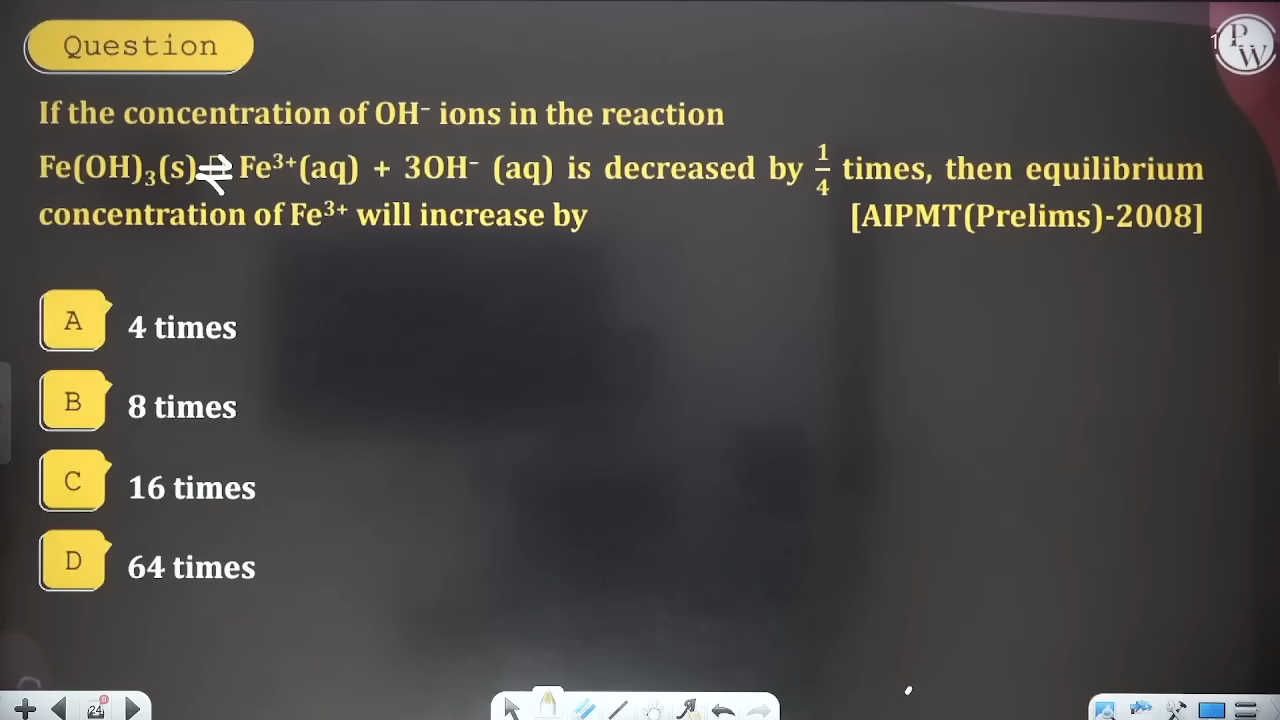 Question
PW
If the concentration of OH⁻ ions in the reaction
Fe(OH)₃(s) ⇌ Fe³⁺(aq) + 3OH⁻ (aq) is decreased by 1/4 times, then equilibrium
concentration of Fe³⁺ will increase by [AIPMT(Prelims)-2008]
A 4 times
B 8 times
C 16 times
D 64 times
24